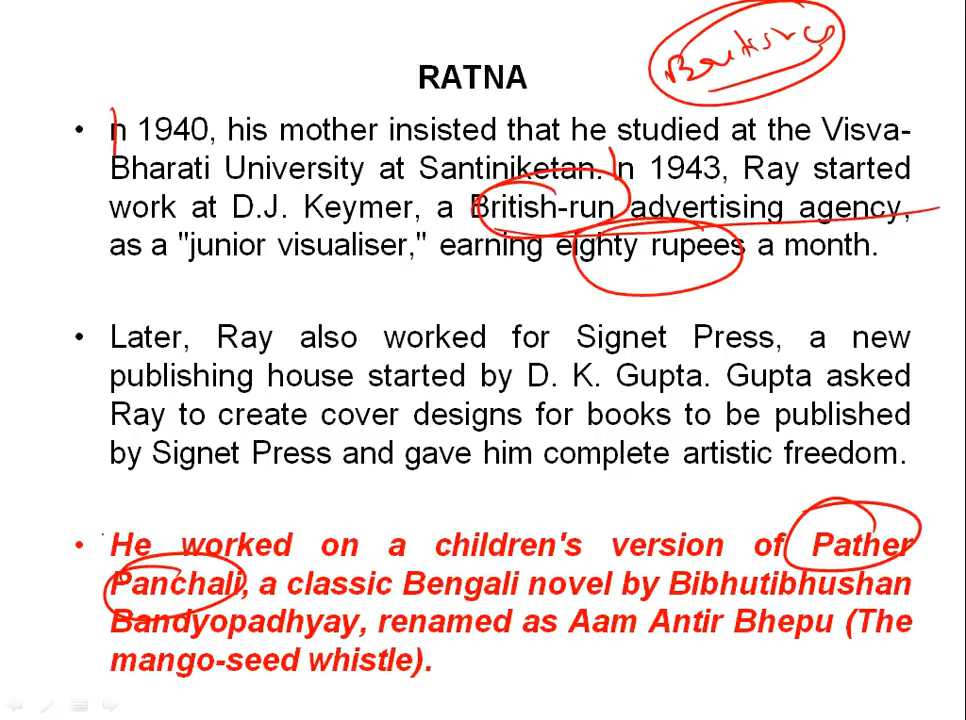 RATNA
• n 1940, his mother insisted that he studied at the Visva-
Bharati University at Santiniketan. n 1943, Ray started
work at D.J. Keymer, a British-run advertising agency,
as a "junior visualiser," earning eighty rupees a month.
• Later, Ray also worked for Signet Press, a new
publishing house started by D. K. Gupta. Gupta asked
Ray to create cover designs for books to be published
by Signet Press and gave him complete artistic freedom.
• He worked on a children's version of Pather
Panchali, a classic Bengali novel by Bibhutibhushan
Bandyopadhyay, renamed as Aam Antir Bhepu (The
mango-seed whistle).